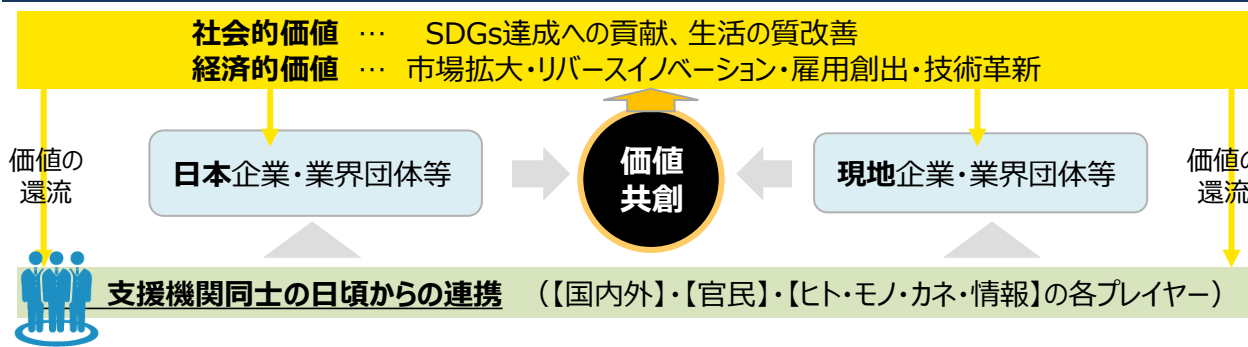 社会的価値 … SDGs達成への貢献、生活の質改善
経済的価値 … 市場拡大・リバースイノベーション・雇用創出・技術革新
価値の
還流
日本企業・業界団体等
価値
共創
現地企業・業界団体等
価値の
還流
支援機関同士の日頃からの連携 （【国内外】・【官民】・【ヒト・モノ・カネ・情報】の各プレイヤー）